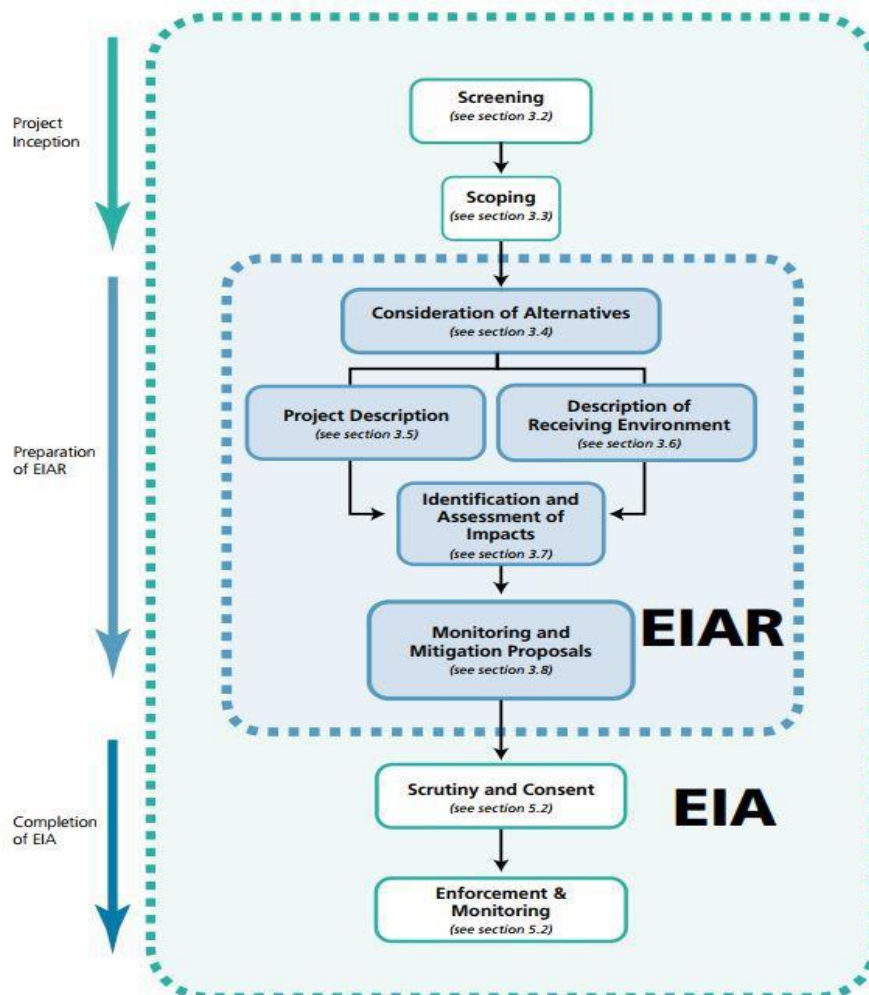 Project
Inception
Screening
(see section 3.2)
Scoping
(see section 3.3)
Preparation
of EIAR
Consideration of Alternatives
(see section 3.4)
Project Description
(see section 3.5)
Description of
Receiving Environment
(see section 3.6)
Identification and
Assessment of
Impacts
(see section 3.7)
Monitoring and
Mitigation Proposals
(see section 3.8)
EIAR
Completion
of EIA
Scrutiny and Consent
(see section 5.2)
EIA
Enforcement &
Monitoring
(see section 5.2)